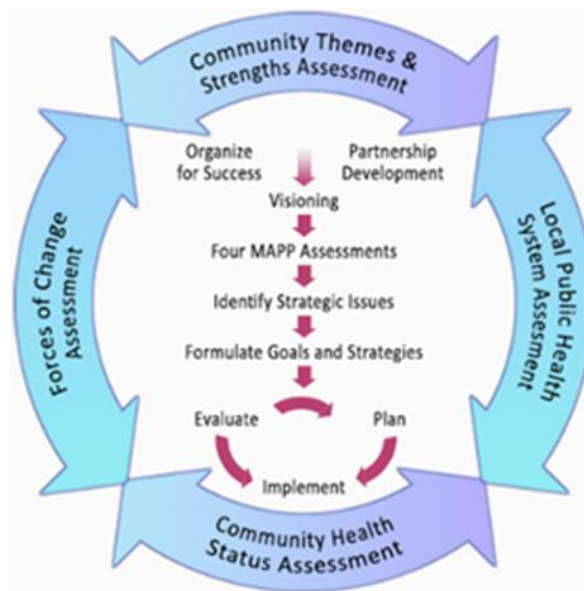 Community Themes &
Strengths Assessment
Organize
for Success
Partnership
Development
Visioning
Four MAPP Assessments
Identify Strategic Issues
Formulate Goals and Strategies
Evaluate
Plan
Implement
Forces of Change
Assessment
Local Public Health
System Assessment
Community Health
Status Assessment